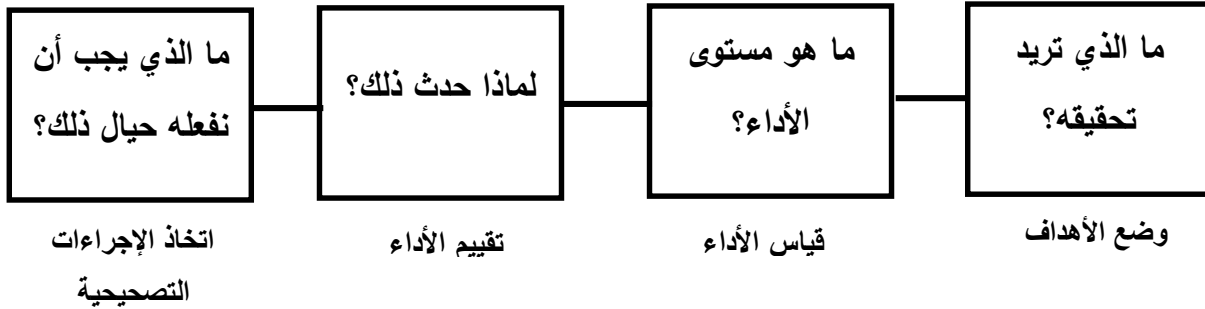 ما الذي تريد
تحقيقه؟
ما هو مستوى
الأداء؟
لماذا حدث ذلك؟
ما الذي يجب أن
نفعله حيال ذلك؟
وضع الأهداف
قياس الأداء
تقييم الأداء
اتخاذ الإجراءات
التصحيحية